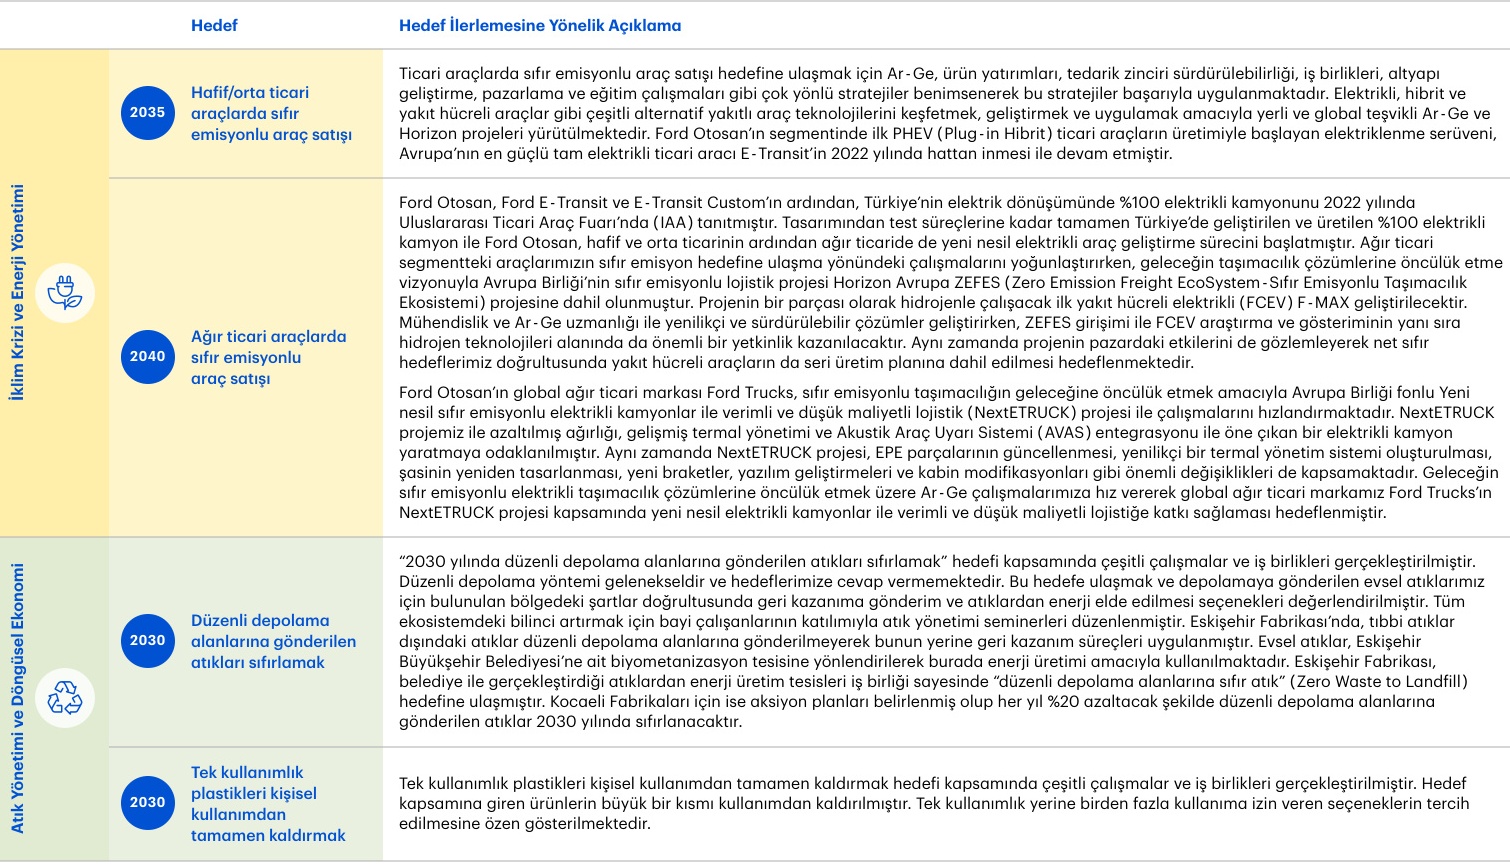 Hedef
Hedef İlerlemesine Yönelik Açıklama
İklim Krizi ve Enerji Yönetimi
2035
Hafif/orta ticari
araçlarda sıfır
emisyonlu araç satışı
Ticari araçlarda sıfır emisyonlu araç satışı hedefine ulaşmak için Ar-Ge, ürün yatırımları, tedarik zinciri sürdürülebilirliği, iş birlikleri, altyapı
geliştirme, pazarlama ve eğitim çalışmaları gibi çok yönlü stratejiler benimsenerek bu stratejiler başarıyla uygulanmaktadır. Elektrikli, hibrit ve
yakıt hücreli araçlar gibi çeşitli alternatif yakıtlı araç teknolojilerini keşfetmek, geliştirmek ve uygulamak amacıyla yerli ve global teşvikli Ar-Ge ve
Horizon projeleri yürütülmektedir. Ford Otosan’ın segmentinde ilk PHEV (Plug-in Hibrit) ticari araçların üretimiyle başlayan elektriklenme serüveni,
Avrupa’nın en güçlü tam elektrikli ticari aracı E-Transit’in 2022 yılında hattan inmesi ile devam etmiştir.
2040
Ağır ticari araçlarda
sıfır emisyonlu
araç satışı
Ford Otosan, Ford E-Transit ve E-Transit Custom’ın ardından, Türkiye’nin elektrik dönüşümünde %100 elektrikli kamyonunu 2022 yılında
Uluslararası Ticari Araç Fuarı’nda (IAA) tanıtmıştır. Tasarımından test süreçlerine kadar tamamen Türkiye’de geliştirilen ve üretilen %100 elektrikli
kamyon ile Ford Otosan, hafif ve orta ticarinin ardından ağır ticaride de yeni nesil elektrikli araç geliştirme sürecini başlatmıştır. Ağır ticari
segmentteki araçlarımızın sıfır emisyon hedefine ulaşma yönündeki çalışmalarını yoğunlaştırırken, geleceğin taşımacılık çözümlerine öncülük etme
vizyonuyla Avrupa Birliği’nin sıfır emisyonlu lojistik projesi Horizon Avrupa ZEFES (Zero Emission Freight EcoSystem-Sıfır Emisyonlu Taşımacılık
Ekosistemi) projesine dahil olunmuştur. Projenin bir parçası olarak hidrojenle çalışacak ilk yakıt hücreli elektrikli (FCEV) F-MAX geliştirilecektir.
Mühendislik ve Ar-Ge uzmanlığı ile yenilikçi ve sürdürülebilir çözümler geliştirirken, ZEFES girişimi ile FCEV araştırma ve gösteriminin yanı sıra
hidrojen teknolojileri alanında da önemli bir yetkinlik kazanılacaktır. Aynı zamanda projenin pazardaki etkilerini de gözlemleyerek net sıfır
hedeflerimiz doğrultusunda yakıt hücreli araçların da seri üretim planına dahil edilmesi hedeflenmektedir.
Ford Otosan’ın global ağır ticari markası Ford Trucks, sıfır emisyonlu taşımacılığın geleceğine öncülük etmek amacıyla Avrupa Birliği fonlu Yeni
nesil sıfır emisyonlu elektrikli kamyonlar ile verimli ve düşük maliyetli lojistik (NextETRUCK) projesi ile çalışmalarını hızlandırmaktadır. NextETRUCK
projemiz ile azaltılmış ağırlığı, gelişmiş termal yönetimi ve Akustik Araç Uyarı Sistemi (AVAS) entegrasyonu ile öne çıkan bir elektrikli kamyon
yaratmaya odaklanılmıştır. Aynı zamanda NextETRUCK projesi, EPE parçalarının güncellenmesi, yenilikçi bir termal yönetim sistemi oluşturulması,
şasinin yeniden tasarlanması, yeni braketler, yazılım geliştirmeleri ve kabin modifikasyonları gibi önemli değişiklikleri de kapsamaktadır. Geleceğin
sıfır emisyonlu elektrikli taşımacılık çözümlerine öncülük etmek üzere Ar-Ge çalışmalarımıza hız vererek global ağır ticari markamız Ford Trucks’ın
NextETRUCK projesi kapsamında yeni nesil elektrikli kamyonlar ile verimli ve düşük maliyetli lojistiğe katkı sağlaması hedeflenmiştir.
Atık Yönetimi ve Döngüsel Ekonomi
2030
Düzenli depolama
alanlarına gönderilen
atıkları sıfırlamak
“2030 yılında düzenli depolama alanlarına gönderilen atıkları sıfırlamak” hedefi kapsamında çeşitli çalışmalar ve iş birlikleri gerçekleştirilmiştir.
Düzenli depolama yöntemi gelenekseldir ve hedeflerimize cevap vermemektedir. Bu hedefe ulaşmak ve depolamaya gönderilen evsel atıklarımız
için bulunulan bölgedeki şartlar doğrultusunda geri kazanıma gönderim ve atıklardan enerji elde edilmesi seçenekleri değerlendirilmiştir. Tüm
ekosistemdeki bilinci artırmak için bayi çalışanlarının katılımıyla atık yönetimi seminerleri düzenlenmiştir. Eskişehir Fabrikası’nda, tıbbi atıklar
dışındaki atıklar düzenli depolama alanlarına gönderilmeyerek bunun yerine geri kazanım süreçleri uygulanmıştır. Evsel atıklar, Eskişehir
Büyükşehir Belediyesi’ne ait biyometanizasyon tesisine yönlendirilerek burada enerji üretimi amacıyla kullanılmaktadır. Eskişehir Fabrikası,
belediye ile gerçekleştirdiği atıklardan enerji üretim tesisleri iş birliği sayesinde “düzenli depolama alanlarına sıfır atık” (Zero Waste to Landfill)
hedefine ulaşmıştır. Kocaeli Fabrikaları için ise aksiyon planları belirlenmiş olup her yıl %20 azaltacak şekilde düzenli depolama alanlarına
gönderilen atıklar 2030 yılında sıfırlanacaktır.
2030
Tek kullanımlık
plastikleri kişisel
kullanımdan
tamamen kaldırmak
Tek kullanımlık plastikleri kişisel kullanımdan tamamen kaldırmak hedefi kapsamında çeşitli çalışmalar ve iş birlikleri gerçekleştirilmiştir. Hedef
kapsamına giren ürünlerin büyük bir kısmı kullanımdan kaldırılmıştır. Tek kullanımlık yerine birden fazla kullanıma izin veren seçeneklerin tercih
edilmesine özen gösterilmektedir.